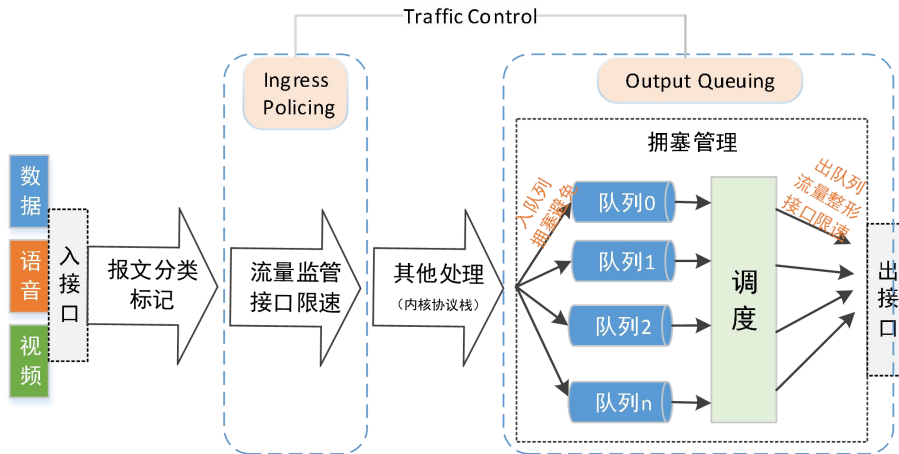 Traffic Control
Ingress
Policing
Output Queuing
数
据
语
音
视
频
入
接
口
报文分类
标记
流量监管
接口限速
其他处理
（内核协议栈）
拥塞管理
入队列
拥塞避免
队列0
队列1
队列2
队列n
调
度
出队列
流量整形
接口限速
出
接
口